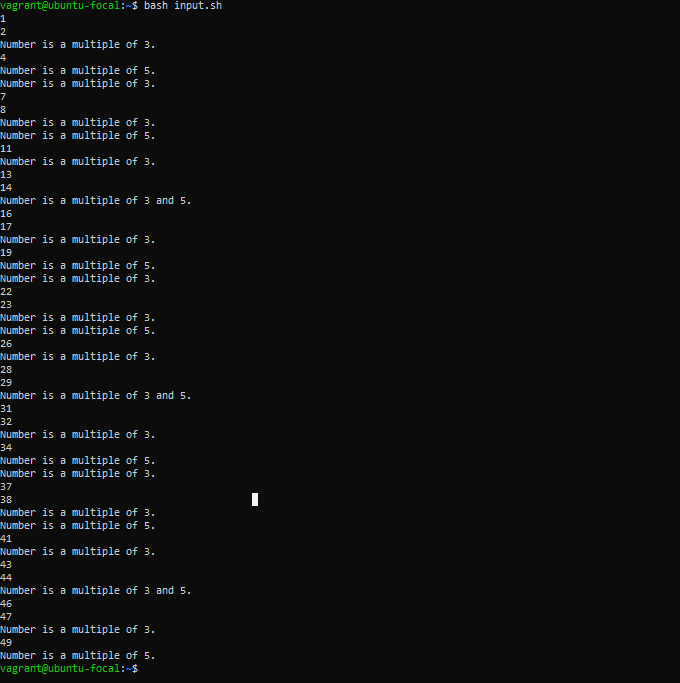 vagrant@ubuntu-focal:~$ bash input.sh
1
2
Number is a multiple of 3.
4
Number is a multiple of 5.
Number is a multiple of 3.
7
8
Number is a multiple of 3.
Number is a multiple of 5.
11
Number is a multiple of 3.
13
14
Number is a multiple of 3 and 5.
16
17
Number is a multiple of 3.
19
Number is a multiple of 5.
Number is a multiple of 3.
22
23
Number is a multiple of 3.
Number is a multiple of 5.
26
Number is a multiple of 3.
28
29
Number is a multiple of 3 and 5.
31
32
Number is a multiple of 3.
34
Number is a multiple of 5.
Number is a multiple of 3.
37
38
Number is a multiple of 3.
Number is a multiple of 5.
41
Number is a multiple of 3.
43
44
Number is a multiple of 3 and 5.
46
47
Number is a multiple of 3.
49
Number is a multiple of 5.
vagrant@ubuntu-focal:~$